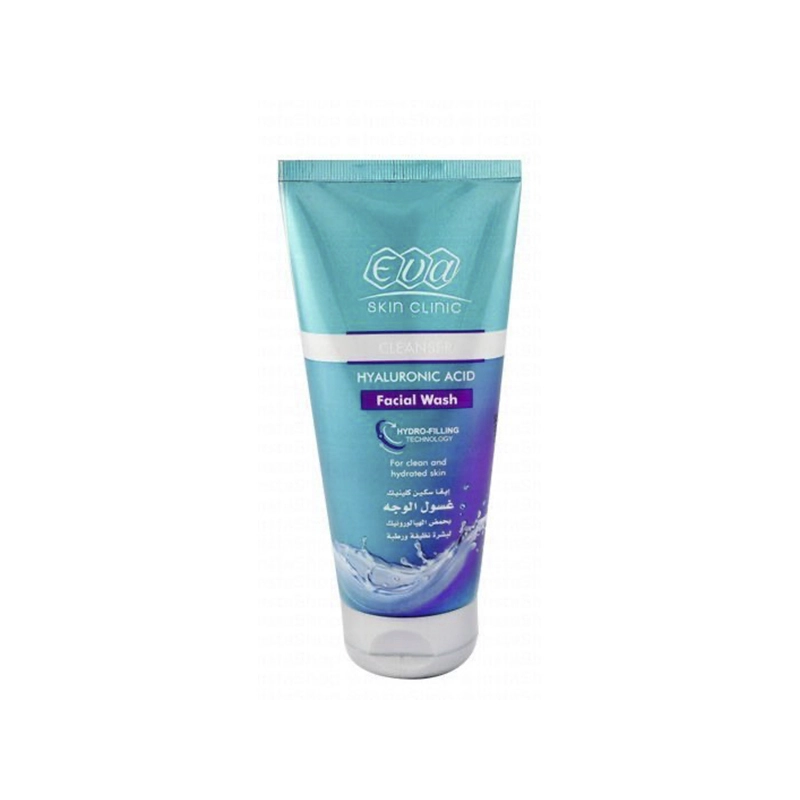 Eva
SKIN CLINIC
CLEANSER
HYALURONIC ACID
Facial Wash
HYDRO-FILLING
TECHNOLOGY
For clean and
hydrated skin
إيفا سكين كلينيك
غسول الوجه
بحمض الهيالورونيك
لبشرة نظيفة ورطبة